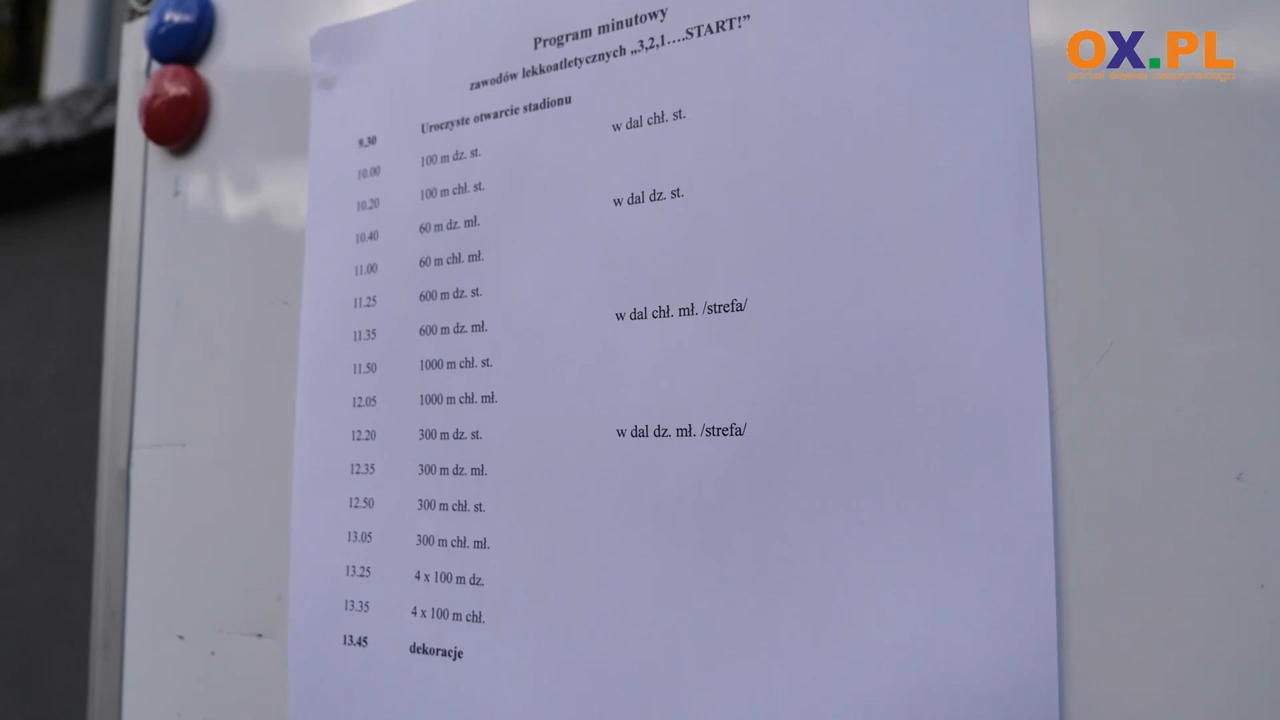 OX.PL
Program minutowy
zawodów lekkoatletycznych „3,2,1….START!”
9.30 Uroczyste otwarcie stadionu
10.00 100 m dz. st. w dal chł. st.
10.20 100 m chł. st.
10.40 60 m dz. mł. w dal dz. st.
11.00 60 m chł. mł.
11.25 600 m dz. st.
11.35 600 m dz. mł. w dal chł. mł. /strefa/
11.50 1000 m chł. st.
12.05 1000 m chł. mł.
12.20 300 m dz. st. w dal dz. mł. /strefa/
12.35 300 m dz. mł.
12.50 300 m chł. st.
13.05 300 m chł. mł.
13.25 4 x 100 m dz.
13.35 4 x 100 m chł.
13.45 dekoracje